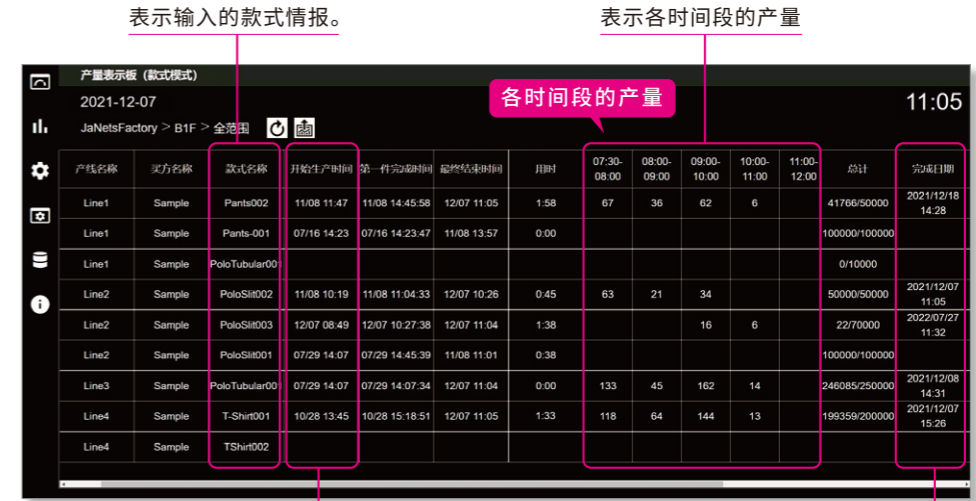 表示输入的款式情报。 表示各时间段的产量
产量表示板（款式模式）
各时间段的产量
2021-12-07 11:05
JaNetsFactory > B1F > 全范围
产线名称 买方名称 款式名称 开始生产时间 第一件完成时间 最终结束时间 用时 07:30-08:00 08:00-09:00 09:00-10:00 10:00-11:00 11:00-12:00 总计 完成日期
Line1 Sample Pants002 11/08 11:47 11/08 14:45:58 12/07 11:05 1:58 67 36 62 6 41766/50000 2021/12/18 14:28
Line1 Sample Pants-001 07/16 14:23 07/16 14:23:47 11/08 13:57 0:00 100000/100000
Line1 Sample PoloTubular001 0/10000
Line2 Sample PoloSlit002 11/08 10:19 11/08 11:04:33 12/07 10:26 0:45 63 21 34 50000/50000 2021/12/07 11:05
Line2 Sample PoloSlit003 12/07 08:49 12/07 10:27:38 12/07 11:04 1:38 16 6 22/70000 2022/07/27 11:32
Line2 Sample PoloSlit001 07/29 14:07 07/29 14:45:39 11/08 11:01 0:38 100000/100000
Line3 Sample PoloTubular001 07/29 14:07 07/29 14:07:34 12/07 11:04 0:00 133 45 162 14 246085/250000 2021/12/08 14:31
Line4 Sample T-Shirt001 10/28 13:45 10/28 15:18:51 12/07 11:05 1:33 118 64 144 13 199359/200000 2021/12/07 15:26
Line4 Sample TShirt002